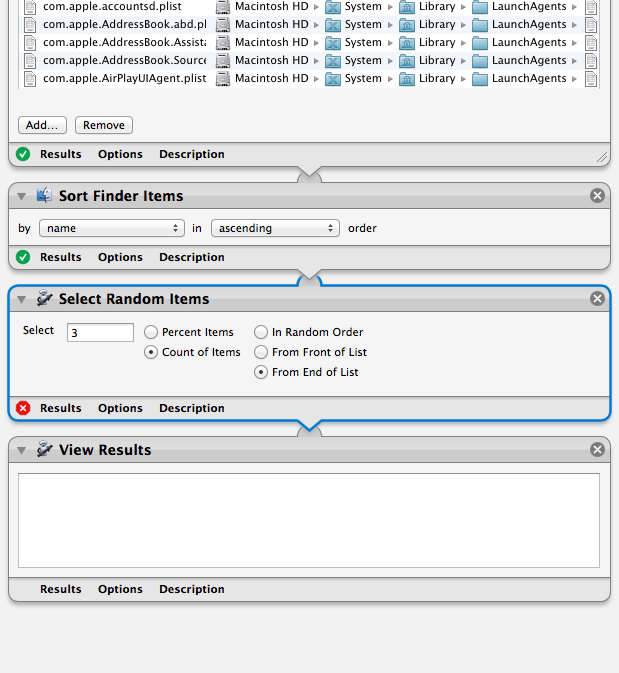 com.apple.accountsd.plist Macintosh HD ▸ System ▸ Library ▸ LaunchAgents ▸
com.apple.AddressBook.abd.pl Macintosh HD ▸ System ▸ Library ▸ LaunchAgents ▸
com.apple.AddressBook.Assista Macintosh HD ▸ System ▸ Library ▸ LaunchAgents ▸
com.apple.AddressBook.Source Macintosh HD ▸ System ▸ Library ▸ LaunchAgents ▸
com.apple.AirPlayUIAgent.plist Macintosh HD ▸ System ▸ Library ▸ LaunchAgents ▸
Add... Remove
Results Options Description
Sort Finder Items
by name in ascending order
Results Options Description
Select Random Items
Select 3 Percent Items In Random Order
Count of Items From Front of List
From End of List
Results Options Description
View Results
Results Options Description